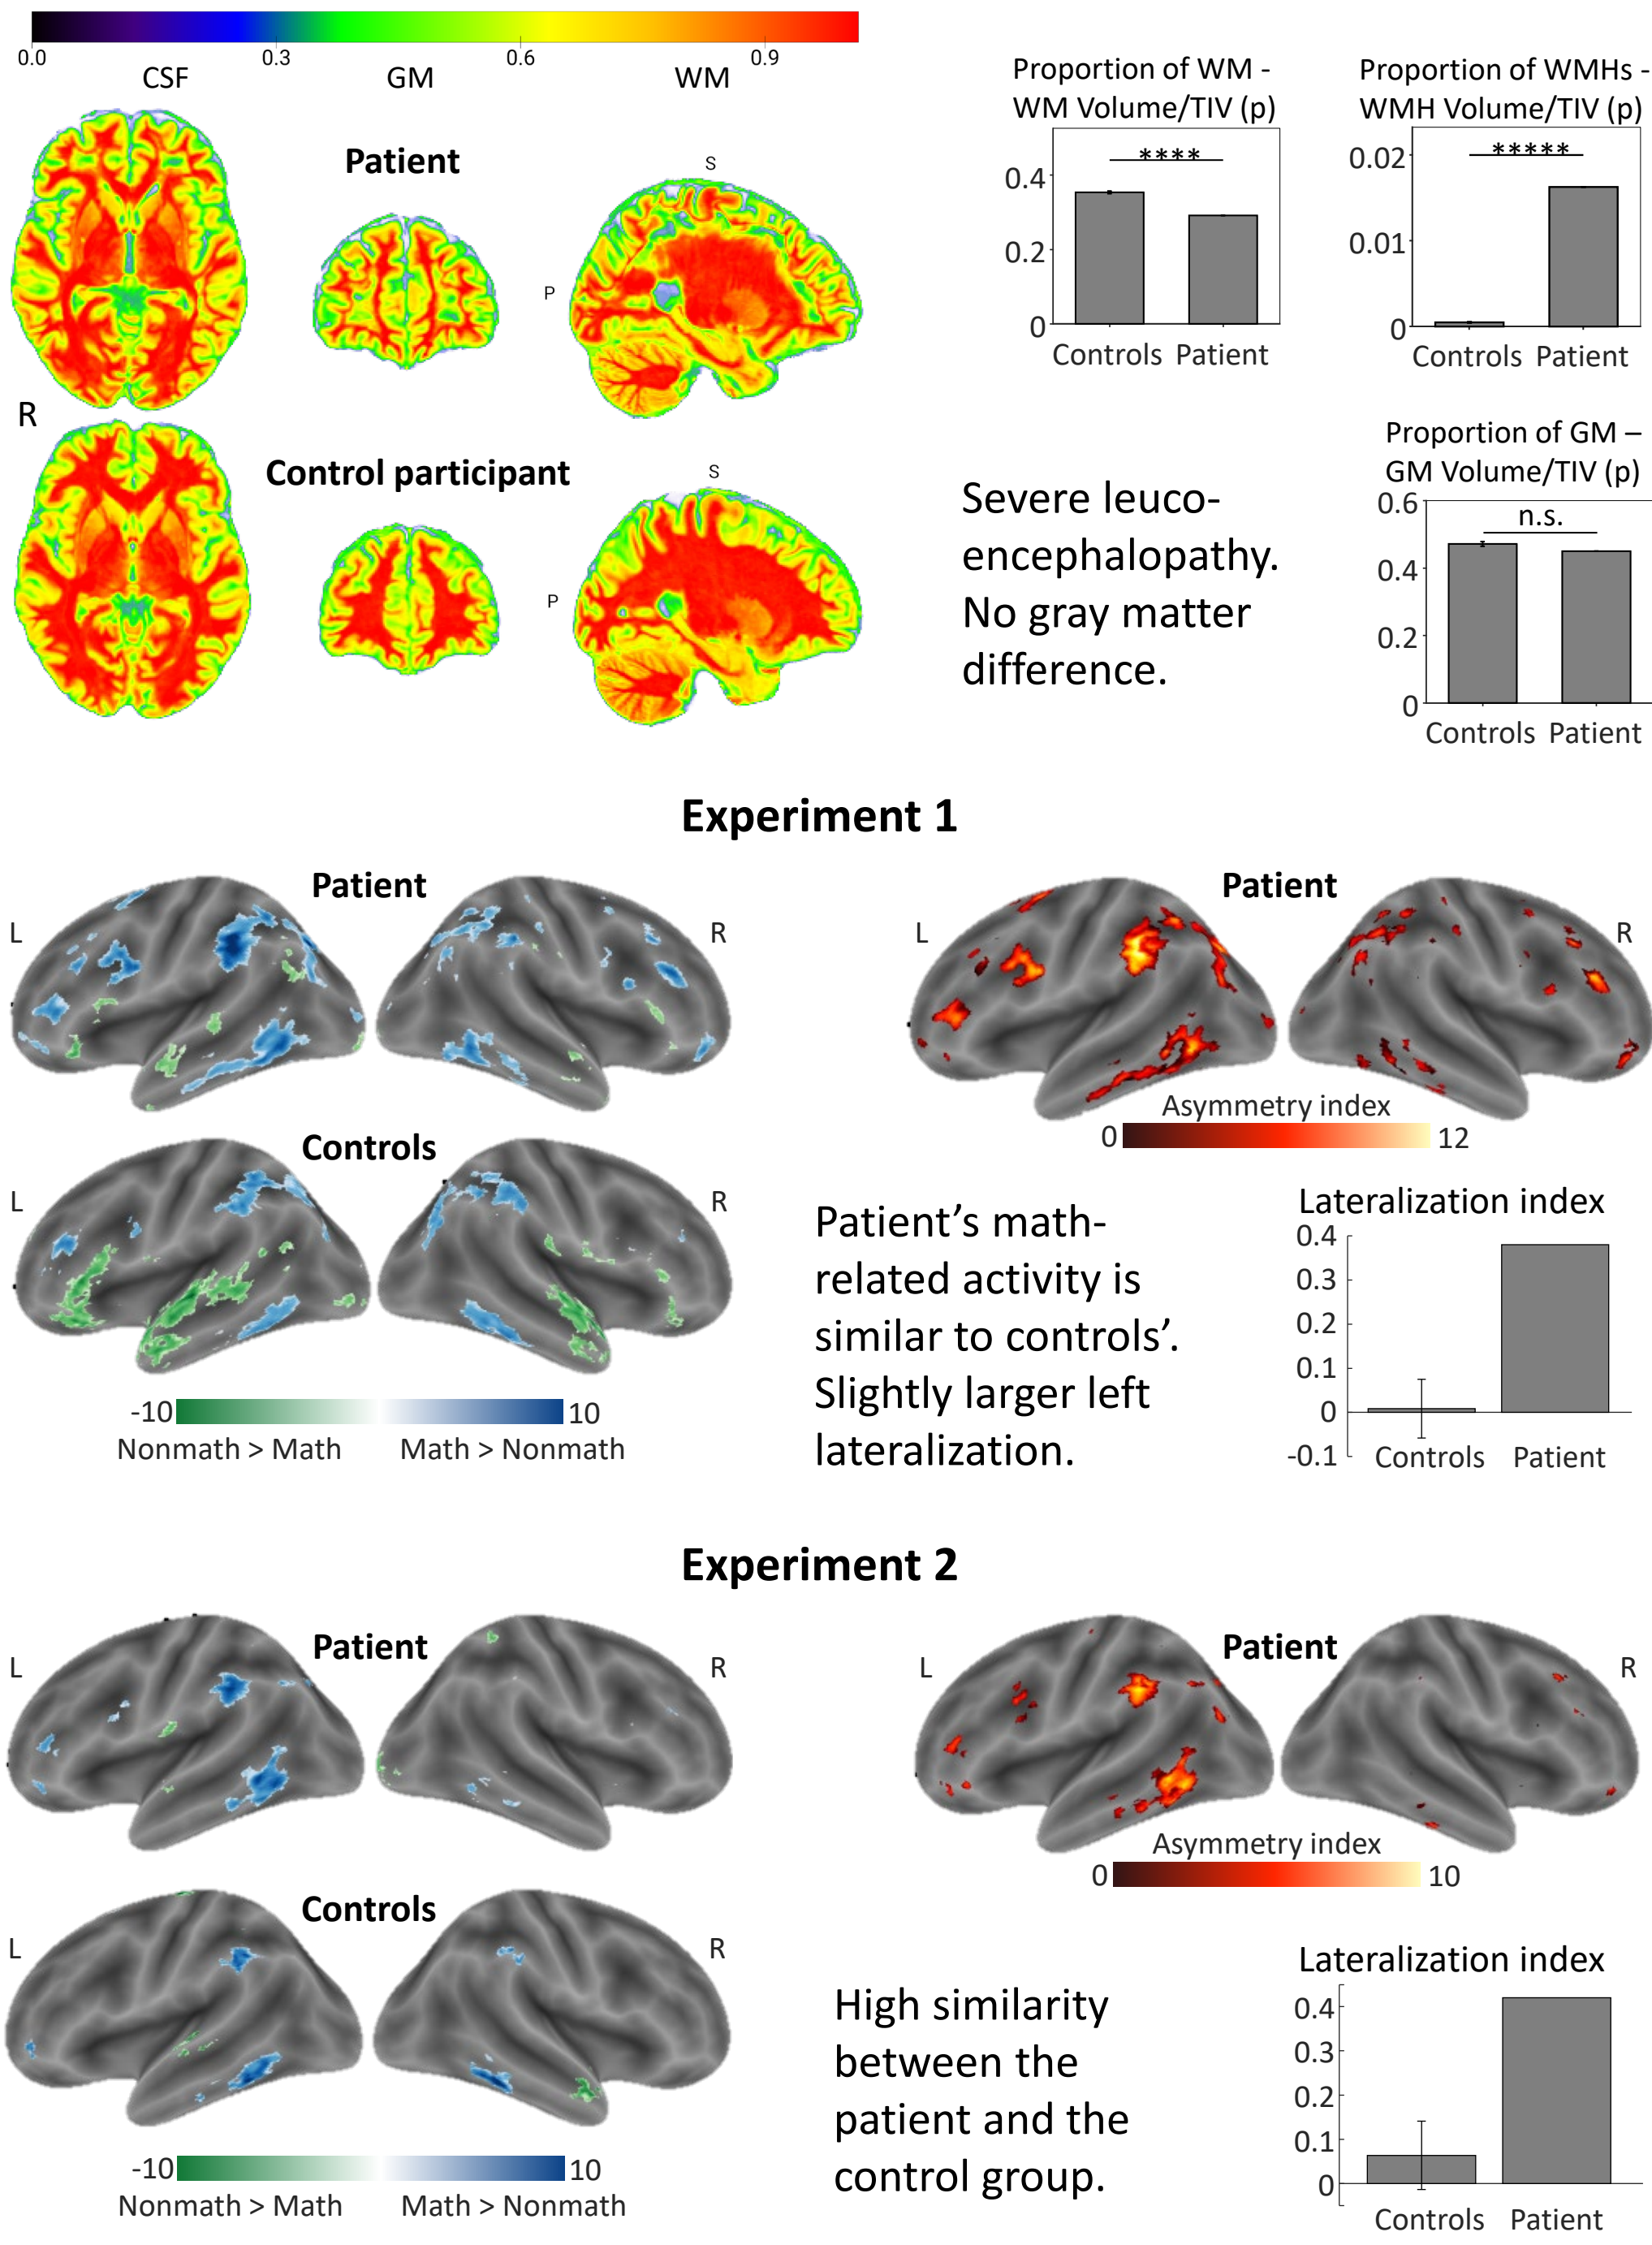 0.0 0.3 0.6 0.9
CSF GM WM
Patient
S
P
R
Control participant
S
P
Proportion of WM -
WM Volume/TIV (p)
****
0.4
0.2
0
Controls Patient
Proportion of WMHs -
WMH Volume/TIV (p)
*****
0.02
0.01
0
Controls Patient
Severe leuco-
encephalopathy.
No gray matter
difference.
Proportion of GM –
GM Volume/TIV (p)
n.s.
0.6
0.4
0.2
0
Controls Patient
Experiment 1
Patient
L R
Controls
L R
-10 10
Nonmath > Math Math > Nonmath
Patient
L R
Asymmetry index
0 12
Patient’s math-
related activity is
similar to controls’.
Slightly larger left
lateralization.
Lateralization index
0.4
0.3
0.2
0.1
0
-0.1
Controls Patient
Experiment 2
Patient
L R
Controls
L R
-10 10
Nonmath > Math Math > Nonmath
Patient
L R
Asymmetry index
0 10
High similarity
between the
patient and the
control group.
Lateralization index
0.4
0.3
0.2
0.1
0
Controls Patient